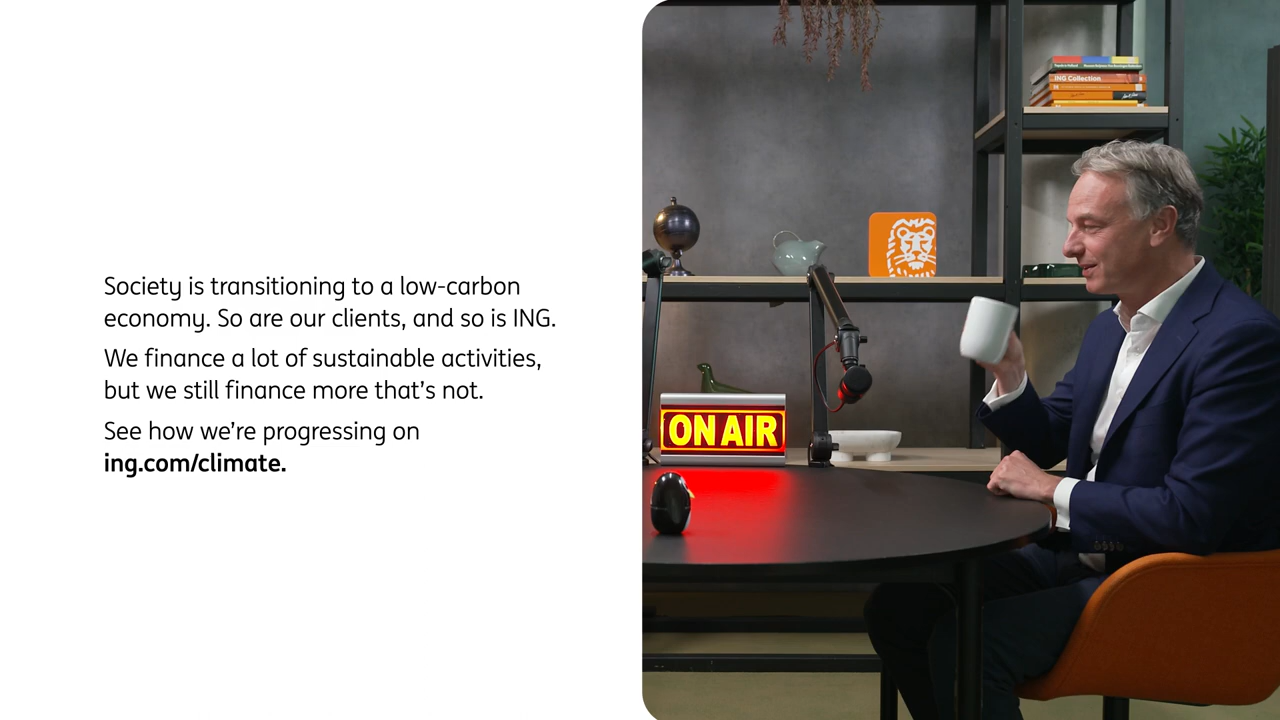 Society is transitioning to a low-carbon
economy. So are our clients, and so is ING.
We finance a lot of sustainable activities,
but we still finance more that’s not.
See how we’re progressing on
ing.com/climate.
ING Collection
ON AIR